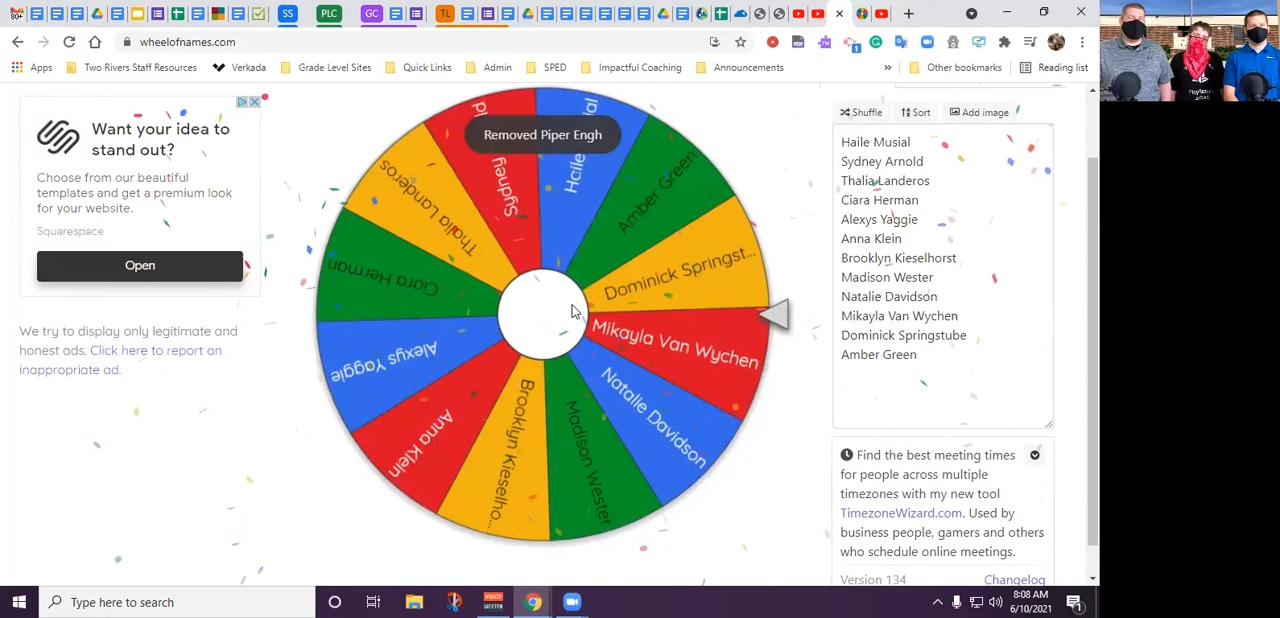 80+
SS
PLC
GC
TL
wheelofnames.com
Apps
Two Rivers Staff Resources
Verkada
Grade Level Sites
Quick Links
Admin
SPED
Impactful Coaching
Announcements
»
Other bookmarks
Reading list
Want your idea to
stand out?
Choose from our beautiful
templates and get a premium look
for your website.
Squarespace
Open
We try to display only legitimate and
honest ads. Click here to report an
inappropriate ad.
Removed Piper Engh
Sydney
Haile
Amber Green
Dominick Springst...
Mikayla Van Wychen
Natalie Davidson
Madison Wester
Brooklyn Kieselho...
Anna Klein
Alexys Yaggie
Ciara Herman
Thalia Landeros
Shuffle
Sort
Add image
Haile Musial
Sydney Arnold
Thalia Landeros
Ciara Herman
Alexys Yaggie
Anna Klein
Brooklyn Kieselhorst
Madison Wester
Natalie Davidson
Mikayla Van Wychen
Dominick Springstube
Amber Green
Find the best meeting times
for people across multiple
timezones with my new tool
TimezoneWizard.com. Used by
business people, gamers and others
who schedule online meetings.
Version 134
Changelog
Type here to search
8:08 AM
6/10/2021